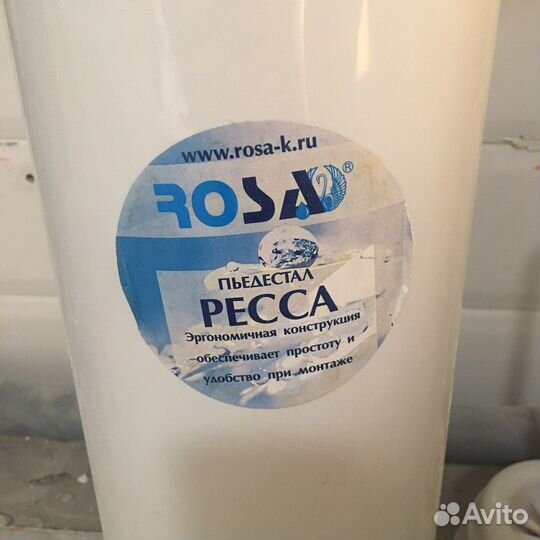 www.rosa-k.ru
ROSA®
ПЬЕДЕСТАЛ
РЕССА
Эргономичная конструкция
обеспечивает простоту и
удобство при монтаже
Avito